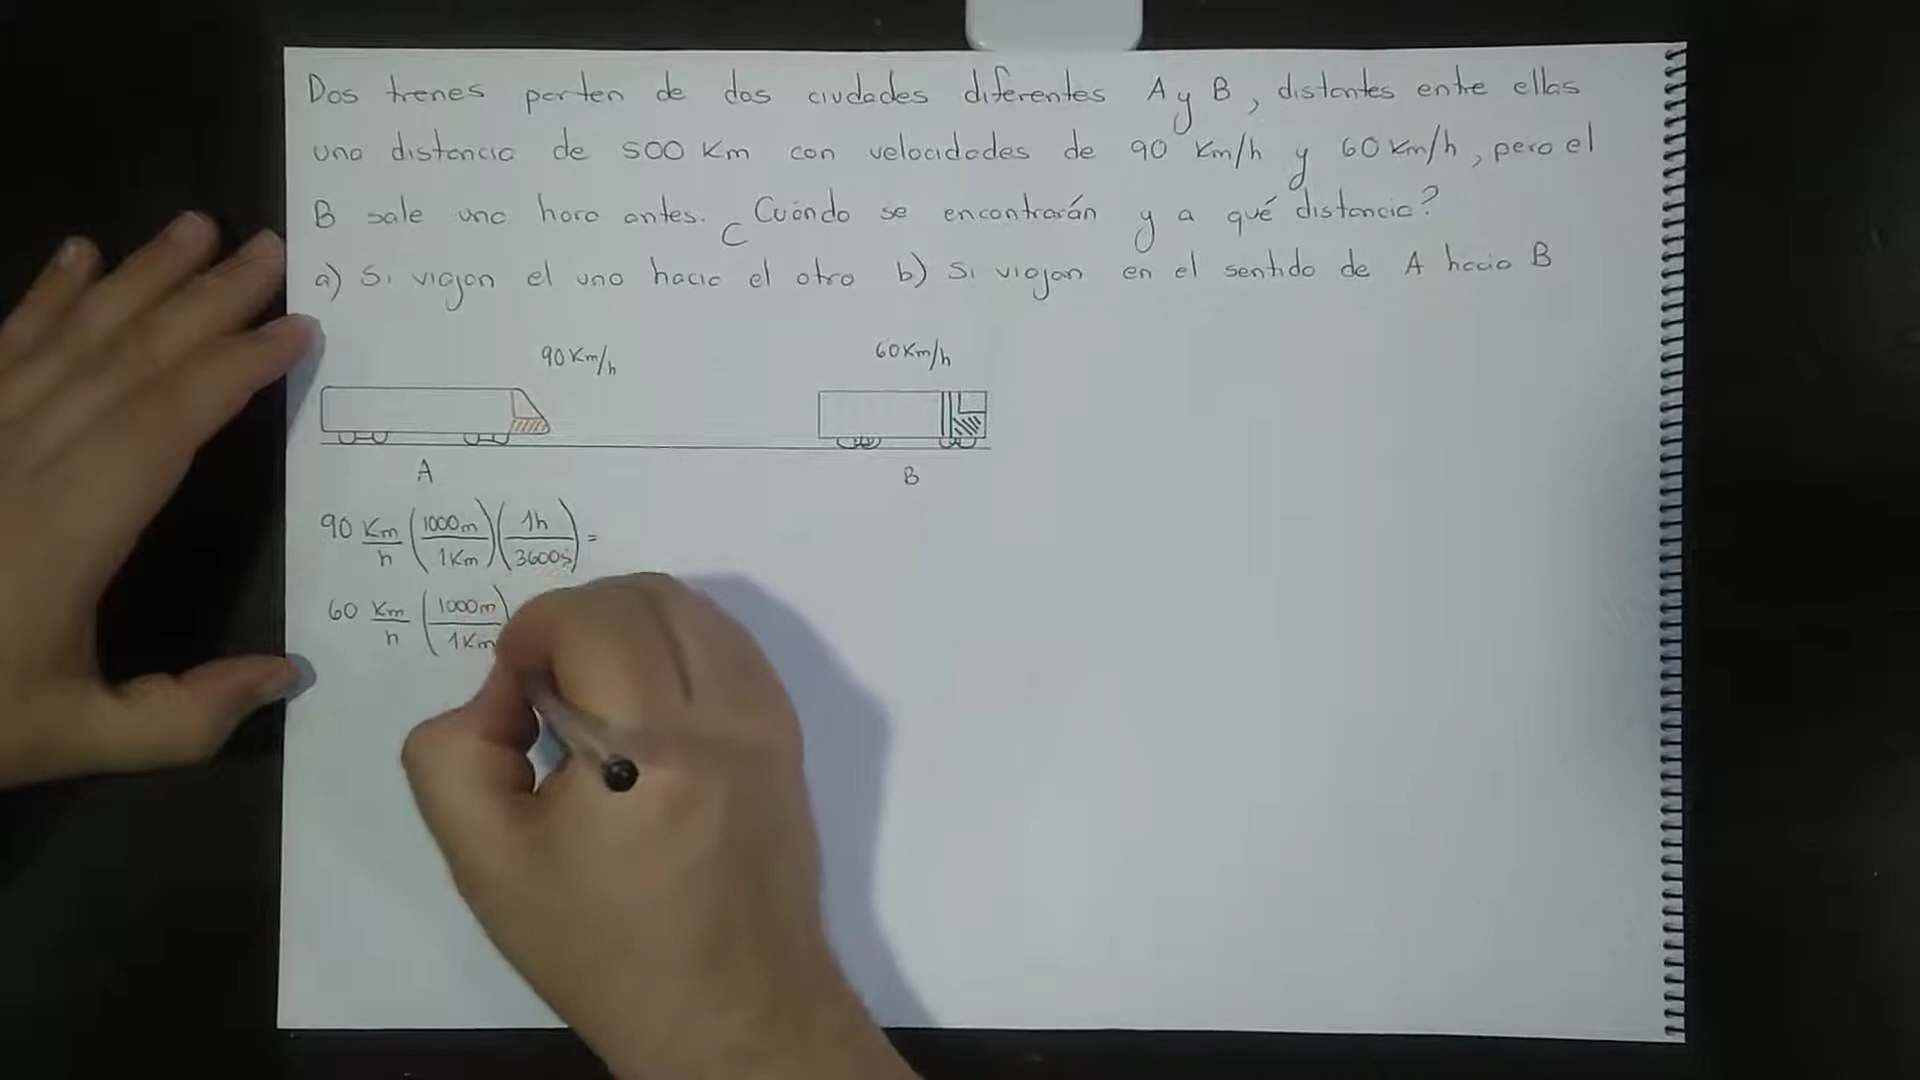 Dos trenes parten de dos ciudades diferentes A y B, distantes entre ellas
una distancia de 500 Km con velocidades de 90 Km/h y 60 Km/h, pero el
B sale una hora antes. ¿Cuándo se encontrarán y a qué distancia?
a) Si viajan el uno hacia el otro b) Si viajan en el sentido de A hacia B
90 Km/h 60 Km/h
A B
90 Km/h (1000m/1Km)(1h/3600s) =
60 Km/h (1000m/1Km